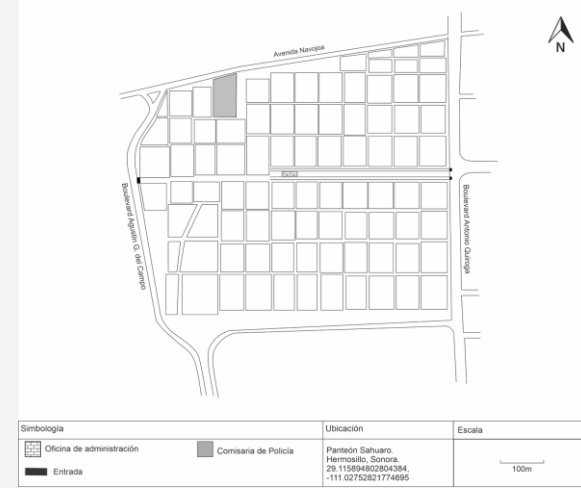 Avenida Navojoa
N
Boulevard Agustín G. del Campo
Boulevard Antonio Quiroga
Simbología
Oficina de administración
Comisaria de Policía
Entrada
Ubicación
Panteón Sahuaro.
Hermosillo, Sonora.
29.115894802804384,
-111.02752821774695
Escala
100m